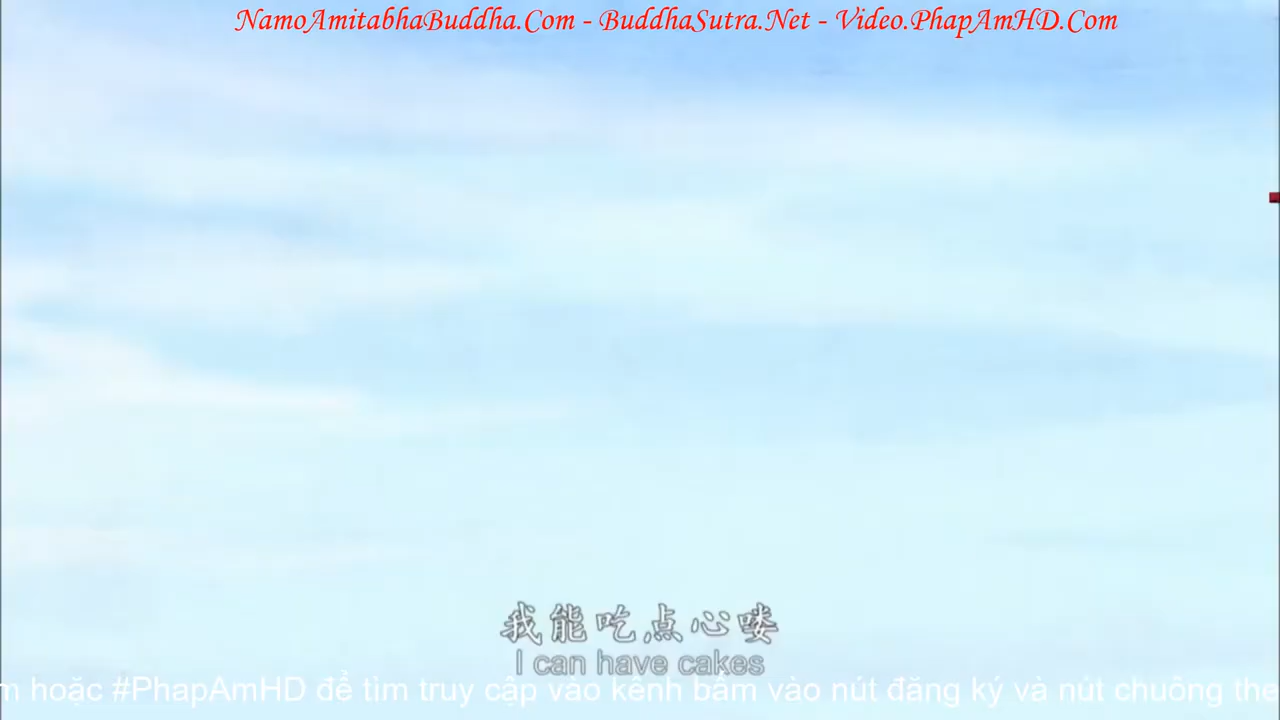 NamoAmitabhaBuddha.Com - BuddhaSutra.Net - Video.PhapAmHD.Com
我能吃点心喽
I can have cakes
m hoặc #PhapAmHD để tìm truy cập vào kênh bấm vào nút đăng ký và nút chuông the